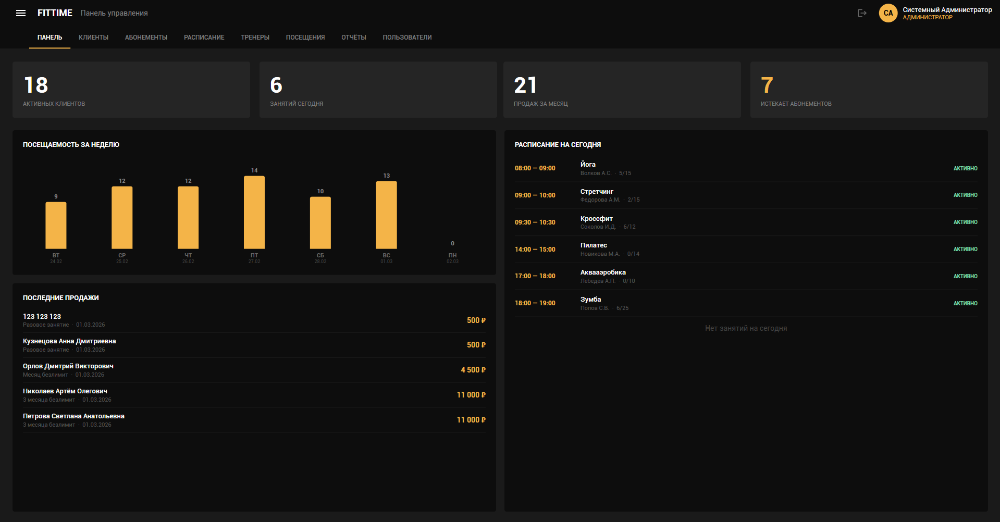 FITTIME Панель управления
СА Системный Администратор
АДМИНИСТРАТОР
ПАНЕЛЬ КЛИЕНТЫ АБОНЕМЕНТЫ РАСПИСАНИЕ ТРЕНЕРЫ ПОСЕЩЕНИЯ ОТЧЁТЫ ПОЛЬЗОВАТЕЛИ
18
АКТИВНЫХ КЛИЕНТОВ
6
ЗАНЯТИЙ СЕГОДНЯ
21
ПРОДАЖ ЗА МЕСЯЦ
7
ИСТЕКАЕТ АБОНЕМЕНТОВ
ПОСЕЩАЕМОСТЬ ЗА НЕДЕЛЮ
9 12 12 14 10 13 0
ВТ СР ЧТ ПТ СБ ВС ПН
24.02 25.02 26.02 27.02 28.02 01.03 02.03
ПОСЛЕДНИЕ ПРОДАЖИ
123 123 123
Разовое занятие · 01.03.2026
500 ₽
Кузнецова Анна Дмитриевна
Разовое занятие · 01.03.2026
500 ₽
Орлов Дмитрий Викторович
Месяц безлимит · 01.03.2026
4 500 ₽
Николаев Артём Олегович
3 месяца безлимит · 01.03.2026
11 000 ₽
Петрова Светлана Анатольевна
3 месяца безлимит · 01.03.2026
11 000 ₽
РАСПИСАНИЕ НА СЕГОДНЯ
08:00 — 09:00
Йога
Волков А.С. · 5/15
АКТИВНО
09:00 — 10:00
Стретчинг
Федорова А.М. · 2/15
АКТИВНО
09:30 — 10:30
Кроссфит
Соколов И.Д. · 6/12
АКТИВНО
14:00 — 15:00
Пилатес
Новикова М.А. · 0/14
АКТИВНО
17:00 — 18:00
Аквааэробика
Лебедев А.П. · 0/10
АКТИВНО
18:00 — 19:00
Зумба
Попов С.В. · 6/25
АКТИВНО
Нет занятий на сегодня